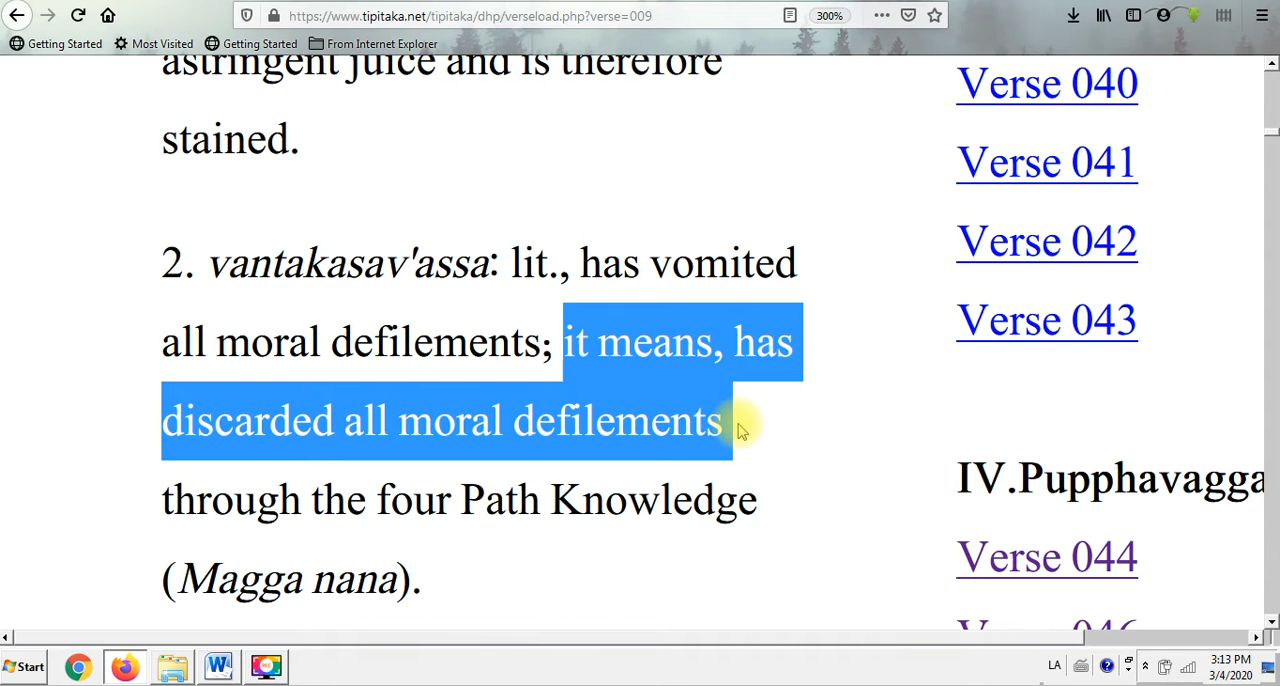 https://www.tipitaka.net/tipitaka/dhp/verseload.php?verse=009
300%
Getting Started
Most Visited
Getting Started
From Internet Explorer
astringent juice and is therefore
stained.
2. vantakasav'assa: lit., has vomited
all moral defilements; it means, has
discarded all moral defilements
through the four Path Knowledge
(Magga nana).
Verse 040
Verse 041
Verse 042
Verse 043
IV.Pupphavagga
Verse 044
Verse 046
Start
LA
3:13 PM
3/4/2020